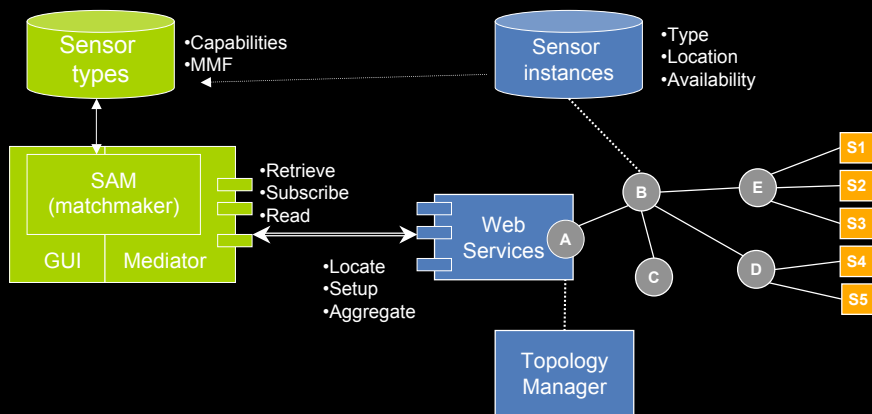 Sensor
types
•Capabilities
•MMF
Sensor
instances
•Type
•Location
•Availability
SAM
(matchmaker)
GUI
Mediator
•Retrieve
•Subscribe
•Read
•Locate
•Setup
•Aggregate
Web
Services
A
B
C
D
E
S1
S2
S3
S4
S5
Topology
Manager